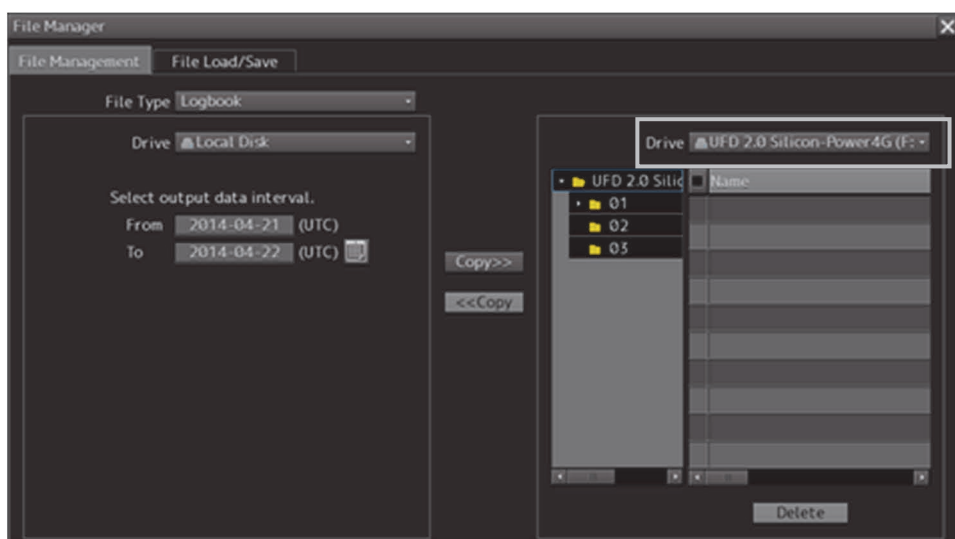 File Manager
File Management File Load/Save
File Type Logbook
Drive Local Disk
Select output data interval.
From 2014-04-21 (UTC)
To 2014-04-22 (UTC)
Copy>>
<<Copy
Drive UFD 2.0 Silicon-Power4G (F:
UFD 2.0 Silic
01
02
03
Name
Delete